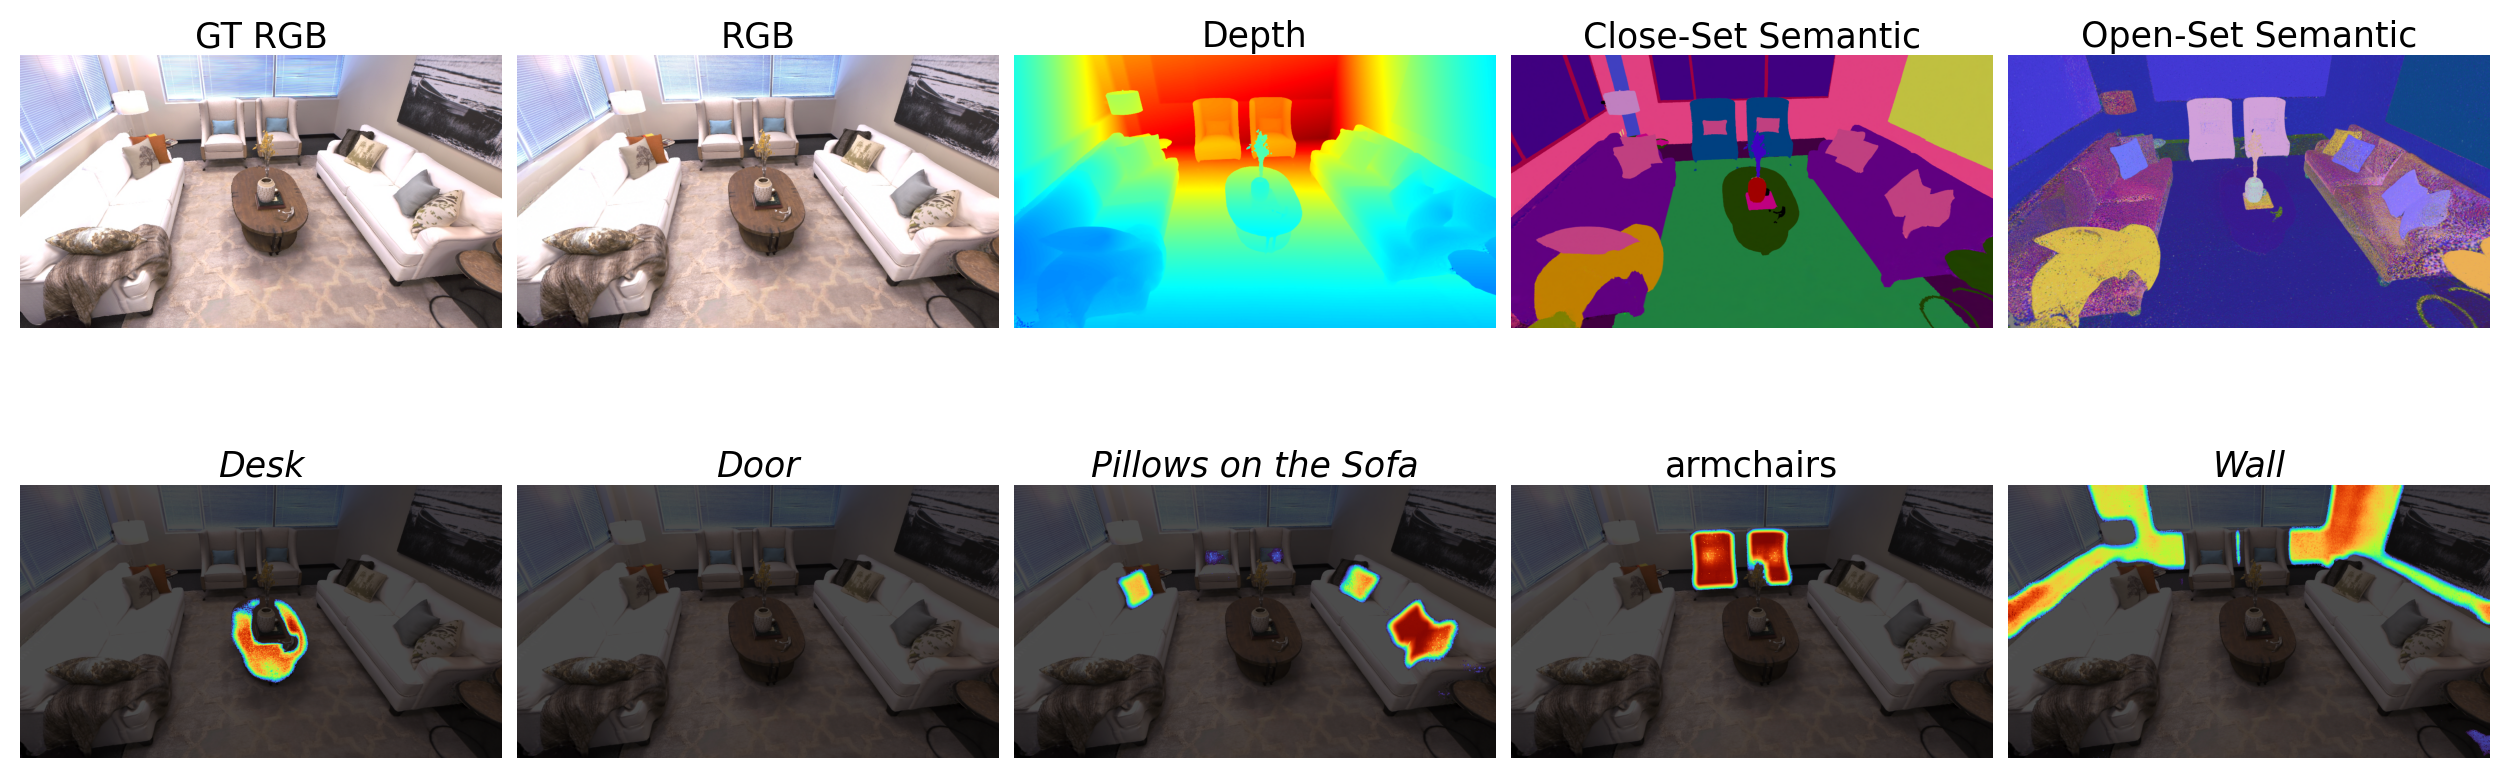 GT RGB
RGB
Depth
Close-Set Semantic
Open-Set Semantic
Desk
Door
Pillows on the Sofa
armchairs
Wall